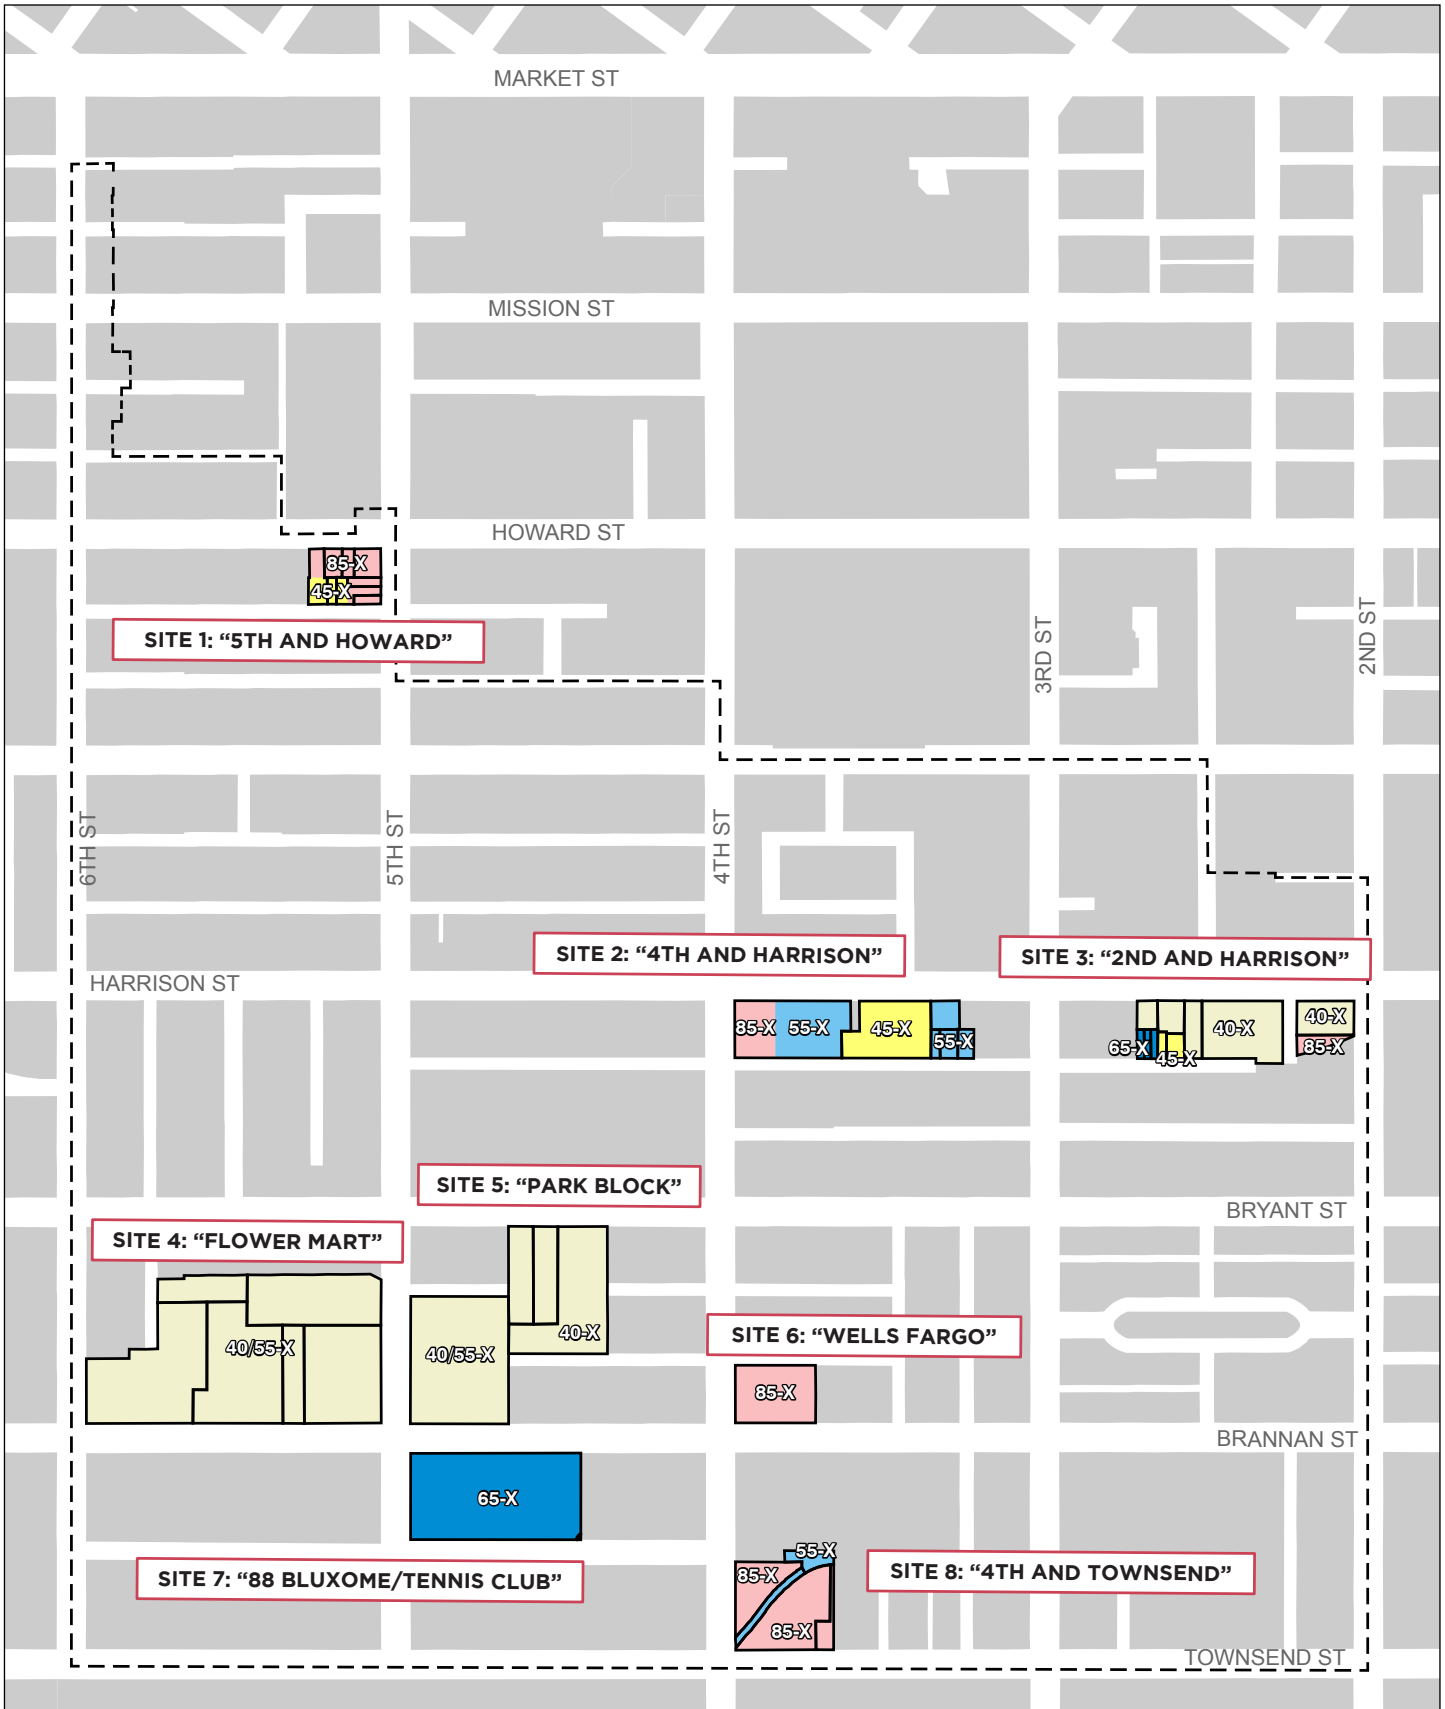 MARKET ST
MISSION ST
HOWARD ST
85-X
45-X
SITE 1: “5TH AND HOWARD”
3RD ST
2ND ST
6TH ST
5TH ST
4TH ST
SITE 2: “4TH AND HARRISON”
SITE 3: “2ND AND HARRISON”
HARRISON ST
85-X
55-X
45-X
55-X
65-X
45-X
40-X
40-X
85-X
SITE 5: “PARK BLOCK”
BRYANT ST
SITE 4: “FLOWER MART”
40/55-X
40/55-X
40-X
SITE 6: “WELLS FARGO”
85-X
BRANNAN ST
65-X
SITE 7: “88 BLUXOME/TENNIS CLUB”
55-X
85-X
85-X
SITE 8: “4TH AND TOWNSEND”
TOWNSEND ST